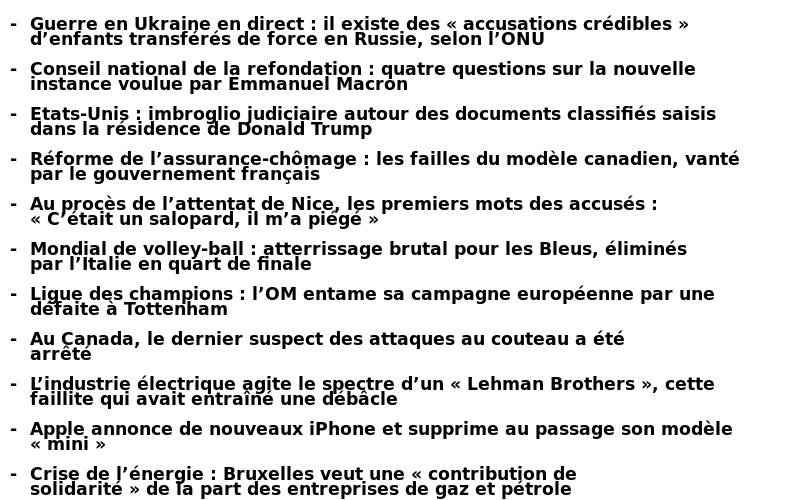 - Guerre en Ukraine en direct : il existe des « accusations crédibles »
d’enfants transférés de force en Russie, selon l’ONU
- Conseil national de la refondation : quatre questions sur la nouvelle
instance voulue par Emmanuel Macron
- Etats-Unis : imbroglio judiciaire autour des documents classifiés saisis
dans la résidence de Donald Trump
- Réforme de l’assurance-chômage : les failles du modèle canadien, vanté
par le gouvernement français
- Au procès de l’attentat de Nice, les premiers mots des accusés :
« C’était un salopard, il m’a piégé »
- Mondial de volley-ball : atterrissage brutal pour les Bleus, éliminés
par l’Italie en quart de finale
- Ligue des champions : l’OM entame sa campagne européenne par une
défaite à Tottenham
- Au Canada, le dernier suspect des attaques au couteau a été
arrêté
- L’industrie électrique agite le spectre d’un « Lehman Brothers », cette
faillite qui avait entraîné une débâcle
- Apple annonce de nouveaux iPhone et supprime au passage son modèle
« mini »
- Crise de l’énergie : Bruxelles veut une « contribution de
solidarité » de la part des entreprises de gaz et pétrole